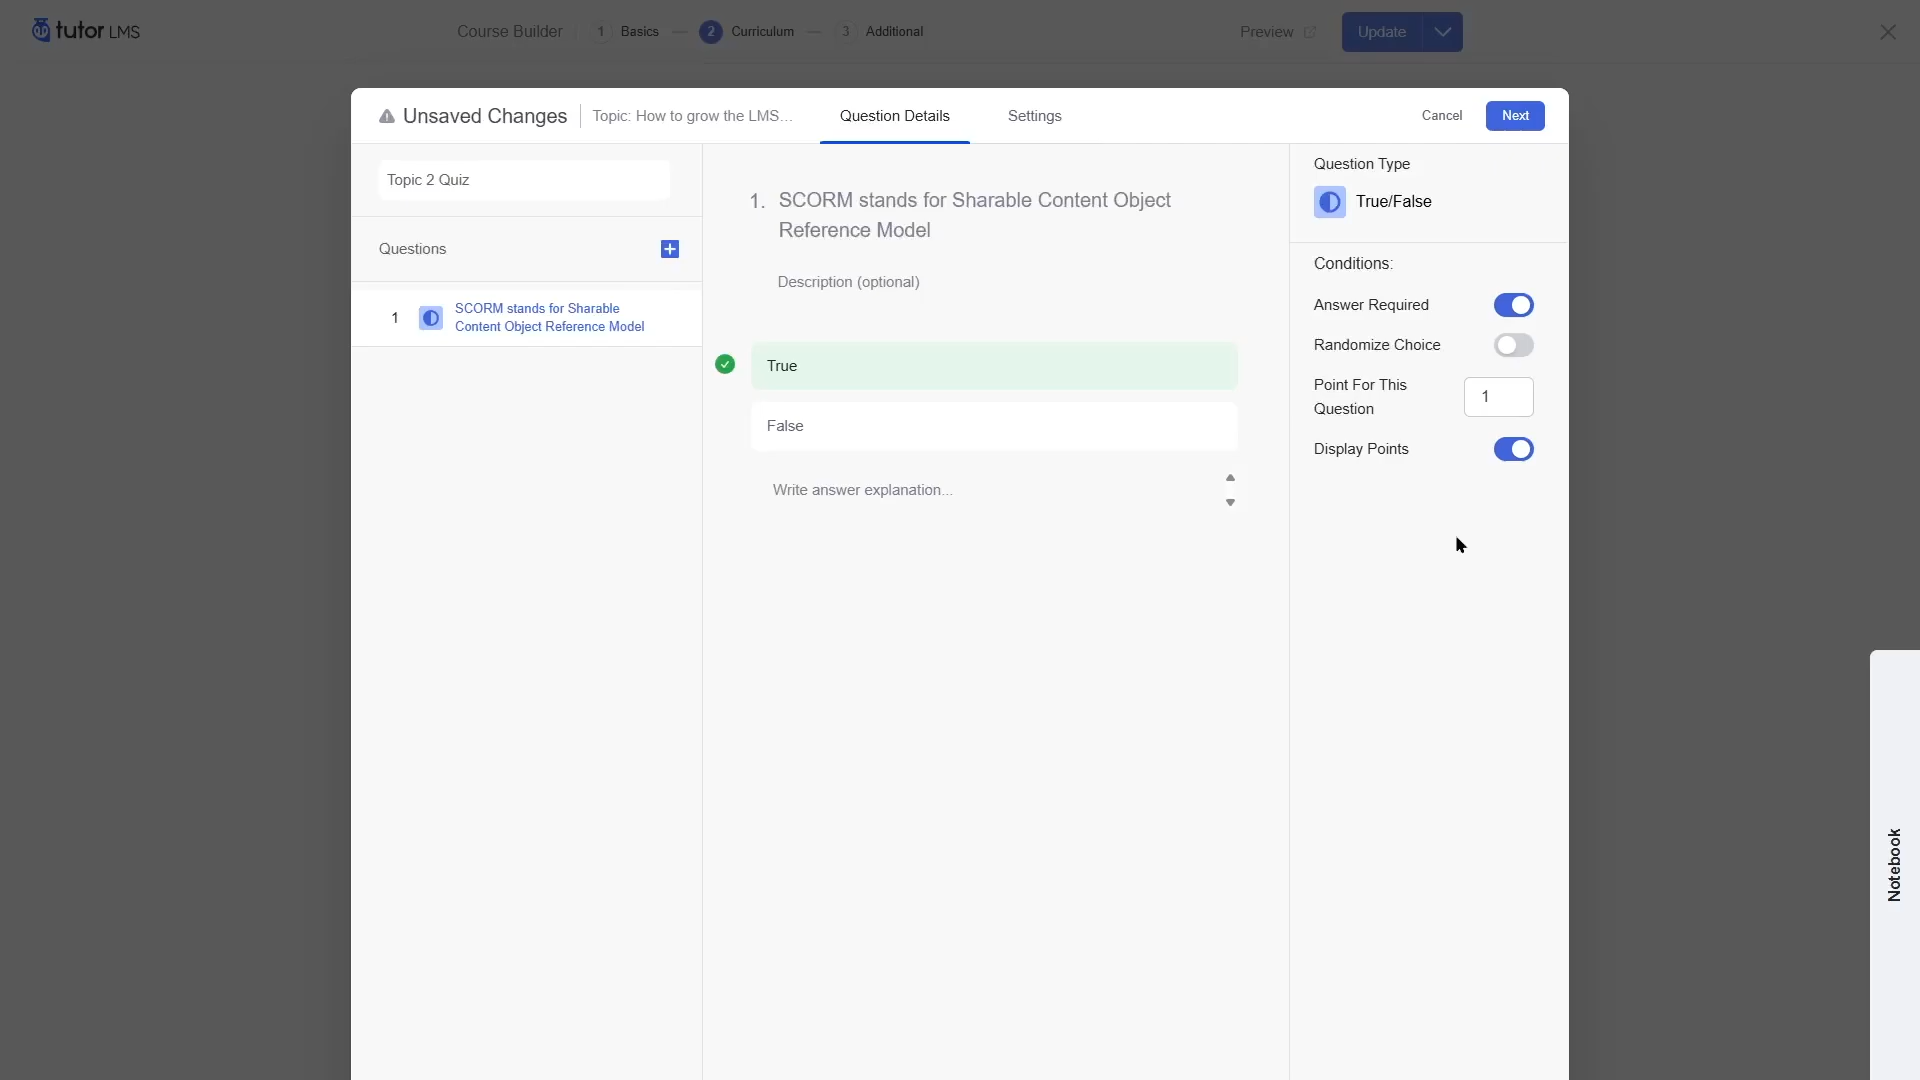 tutor LMS
Course Builder
1 Basics
2 Curriculum
3 Additional
Preview
Update
Unsaved Changes
Topic: How to grow the LMS...
Question Details
Settings
Cancel
Next
Topic 2 Quiz
Questions
1
SCORM stands for Sharable
Content Object Reference Model
1. SCORM stands for Sharable Content Object
Reference Model
Description (optional)
True
False
Write answer explanation...
Question Type
True/False
Conditions:
Answer Required
Randomize Choice
Point For This
Question
1
Display Points
Notebook